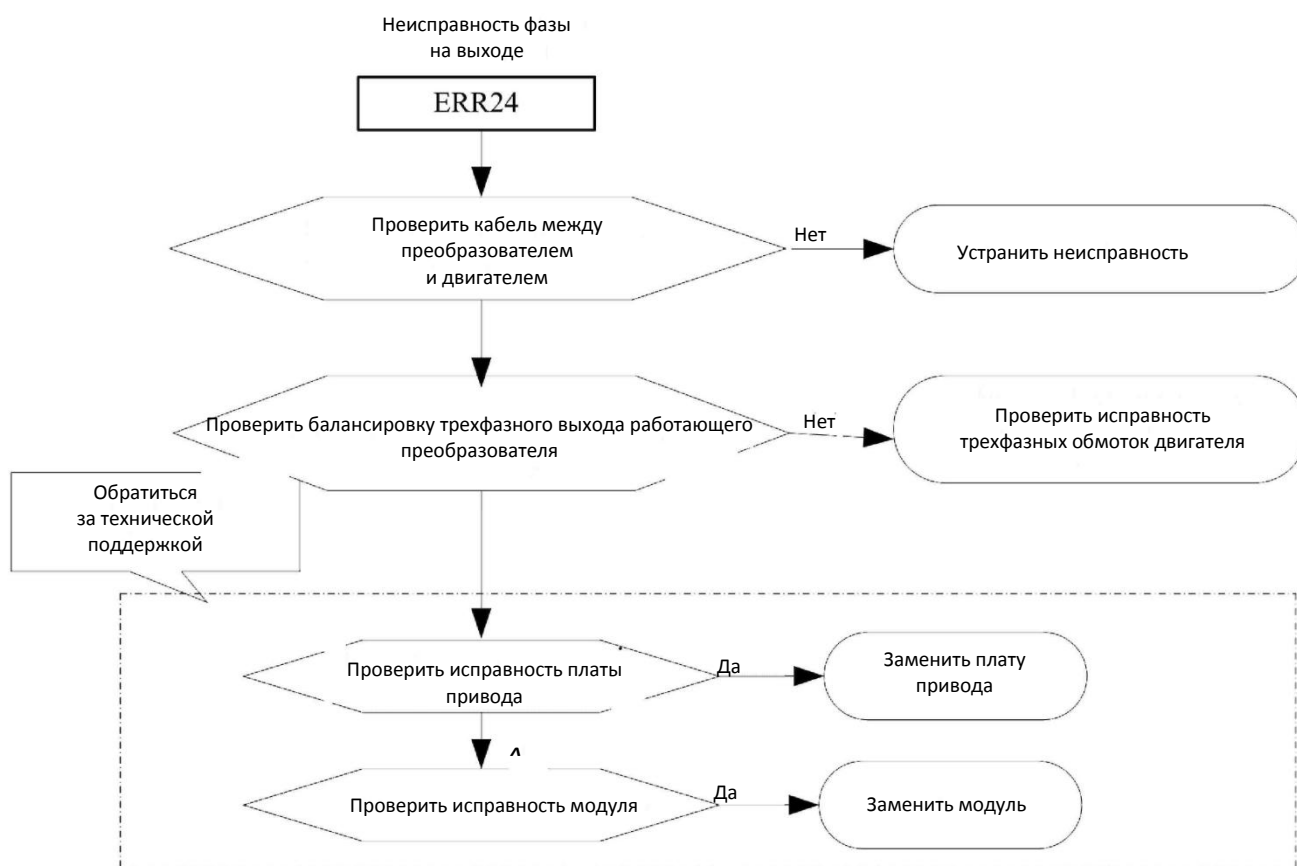 Неисправность фазы
на выходе
ERR24
Проверить кабель между
преобразователем
и двигателем
Нет
Устранить неисправность
Проверить балансировку трехфазного выхода работающего
преобразователя
Нет
Проверить исправность
трехфазных обмоток двигателя
Обратиться
за технической
поддержкой
Проверить исправность платы
привода
Да
Заменить плату
привода
Проверить исправность модуля
Да
Заменить модуль